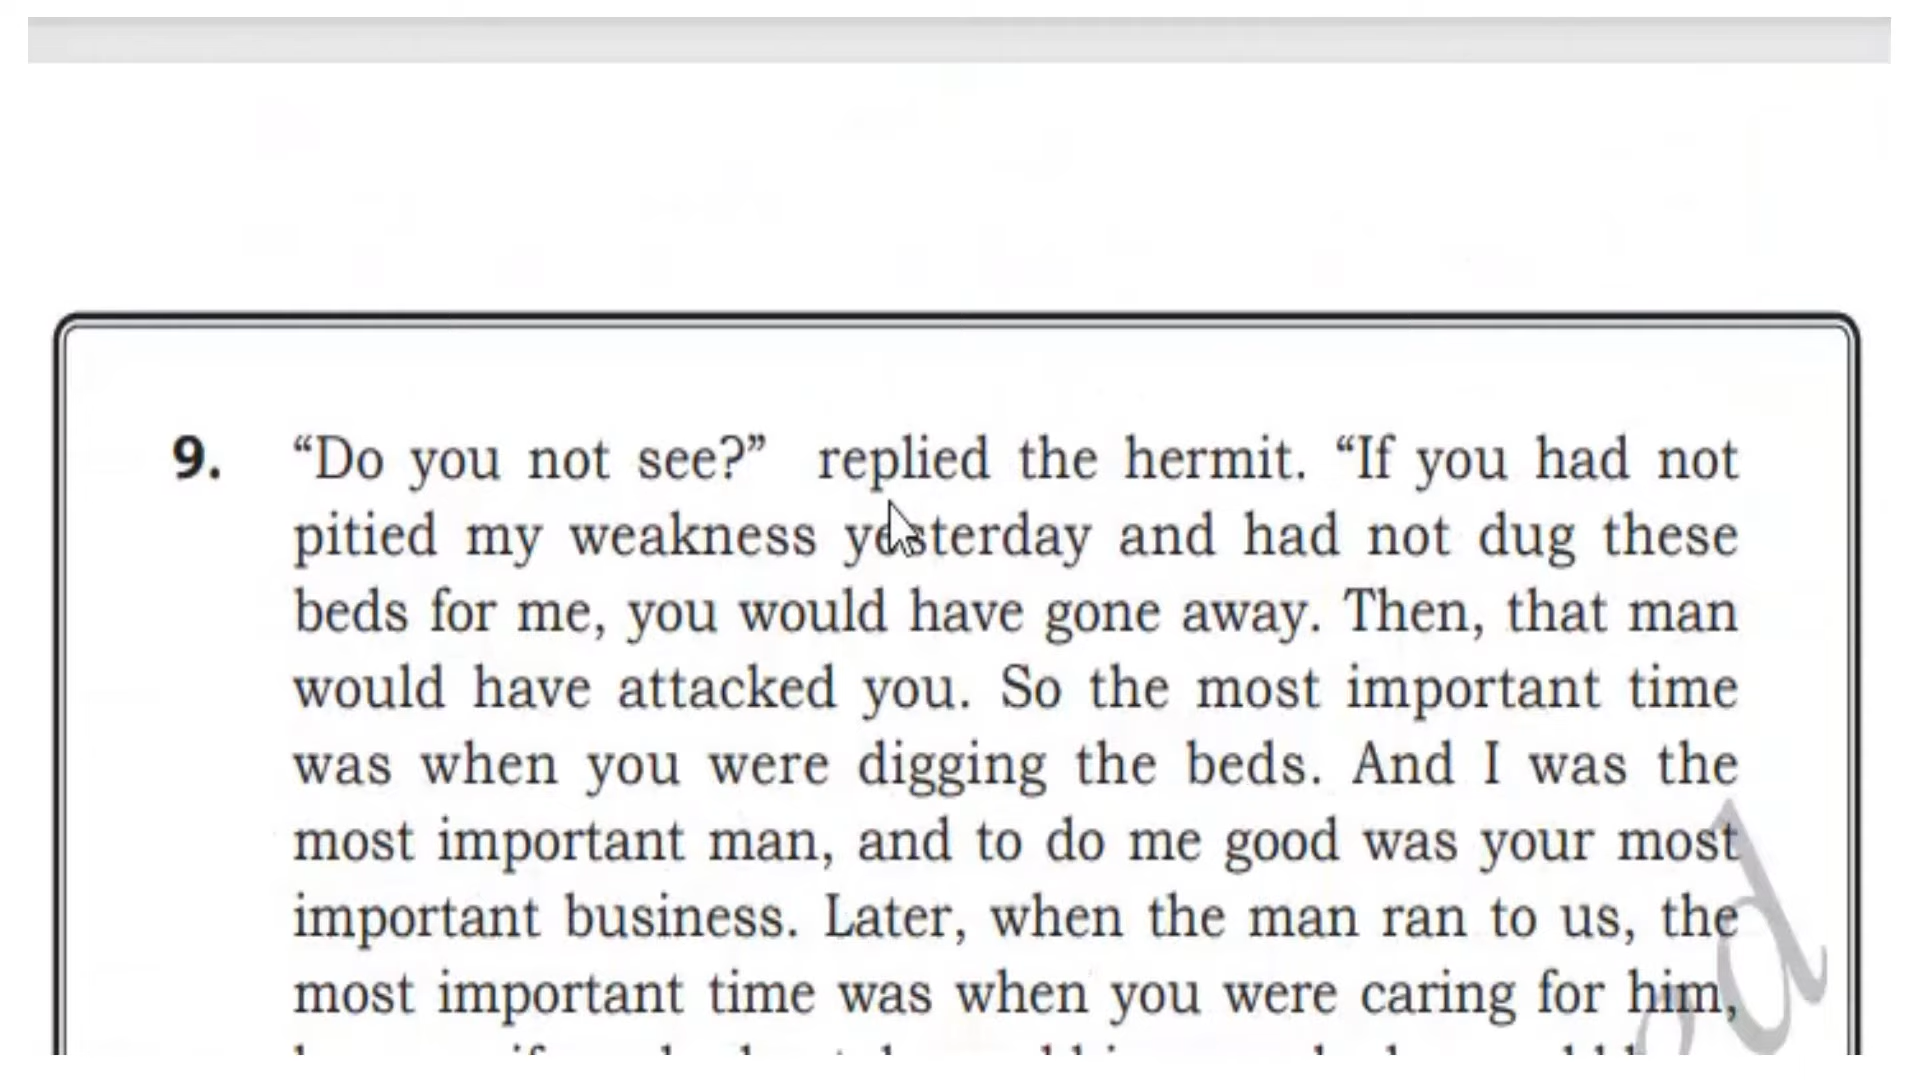 9. “Do you not see?” replied the hermit. “If you had not
pitied my weakness yesterday and had not dug these
beds for me, you would have gone away. Then, that man
would have attacked you. So the most important time
was when you were digging the beds. And I was the
most important man, and to do me good was your most
important business. Later, when the man ran to us, the
most important time was when you were caring for him,